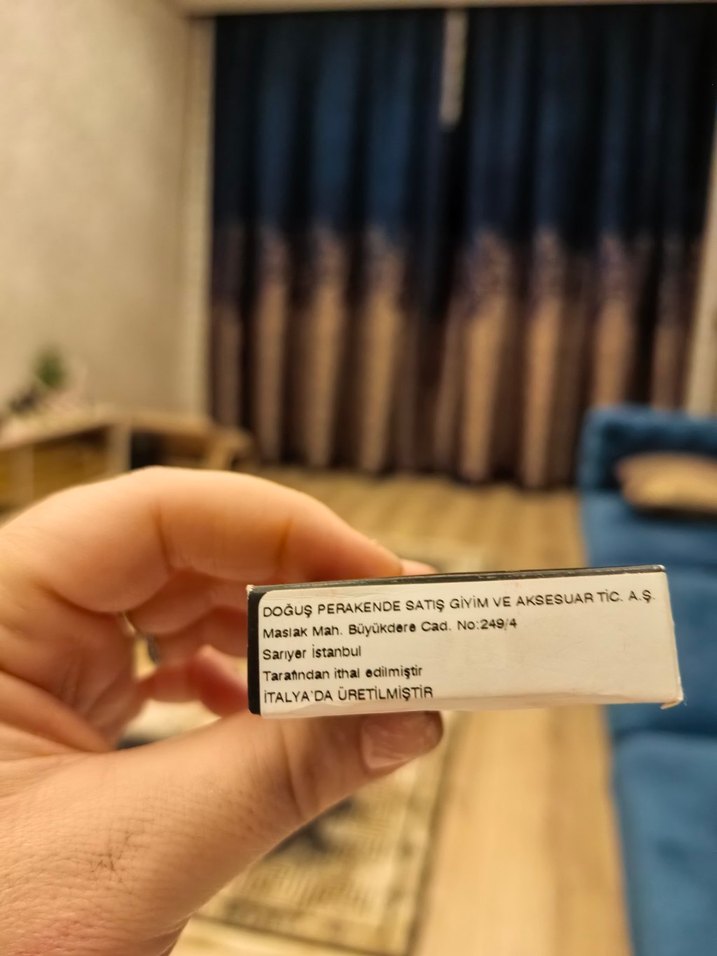 DOĞUŞ PERAKENDE SATIŞ GİYİM VE AKSESUAR TİC. A.Ş.
Maslak Mah. Büyükdere Cad. No:249/4
Sarıyer İstanbul
Tarafından ithal edilmiştir
İTALYA'DA ÜRETİLMİŞTİR